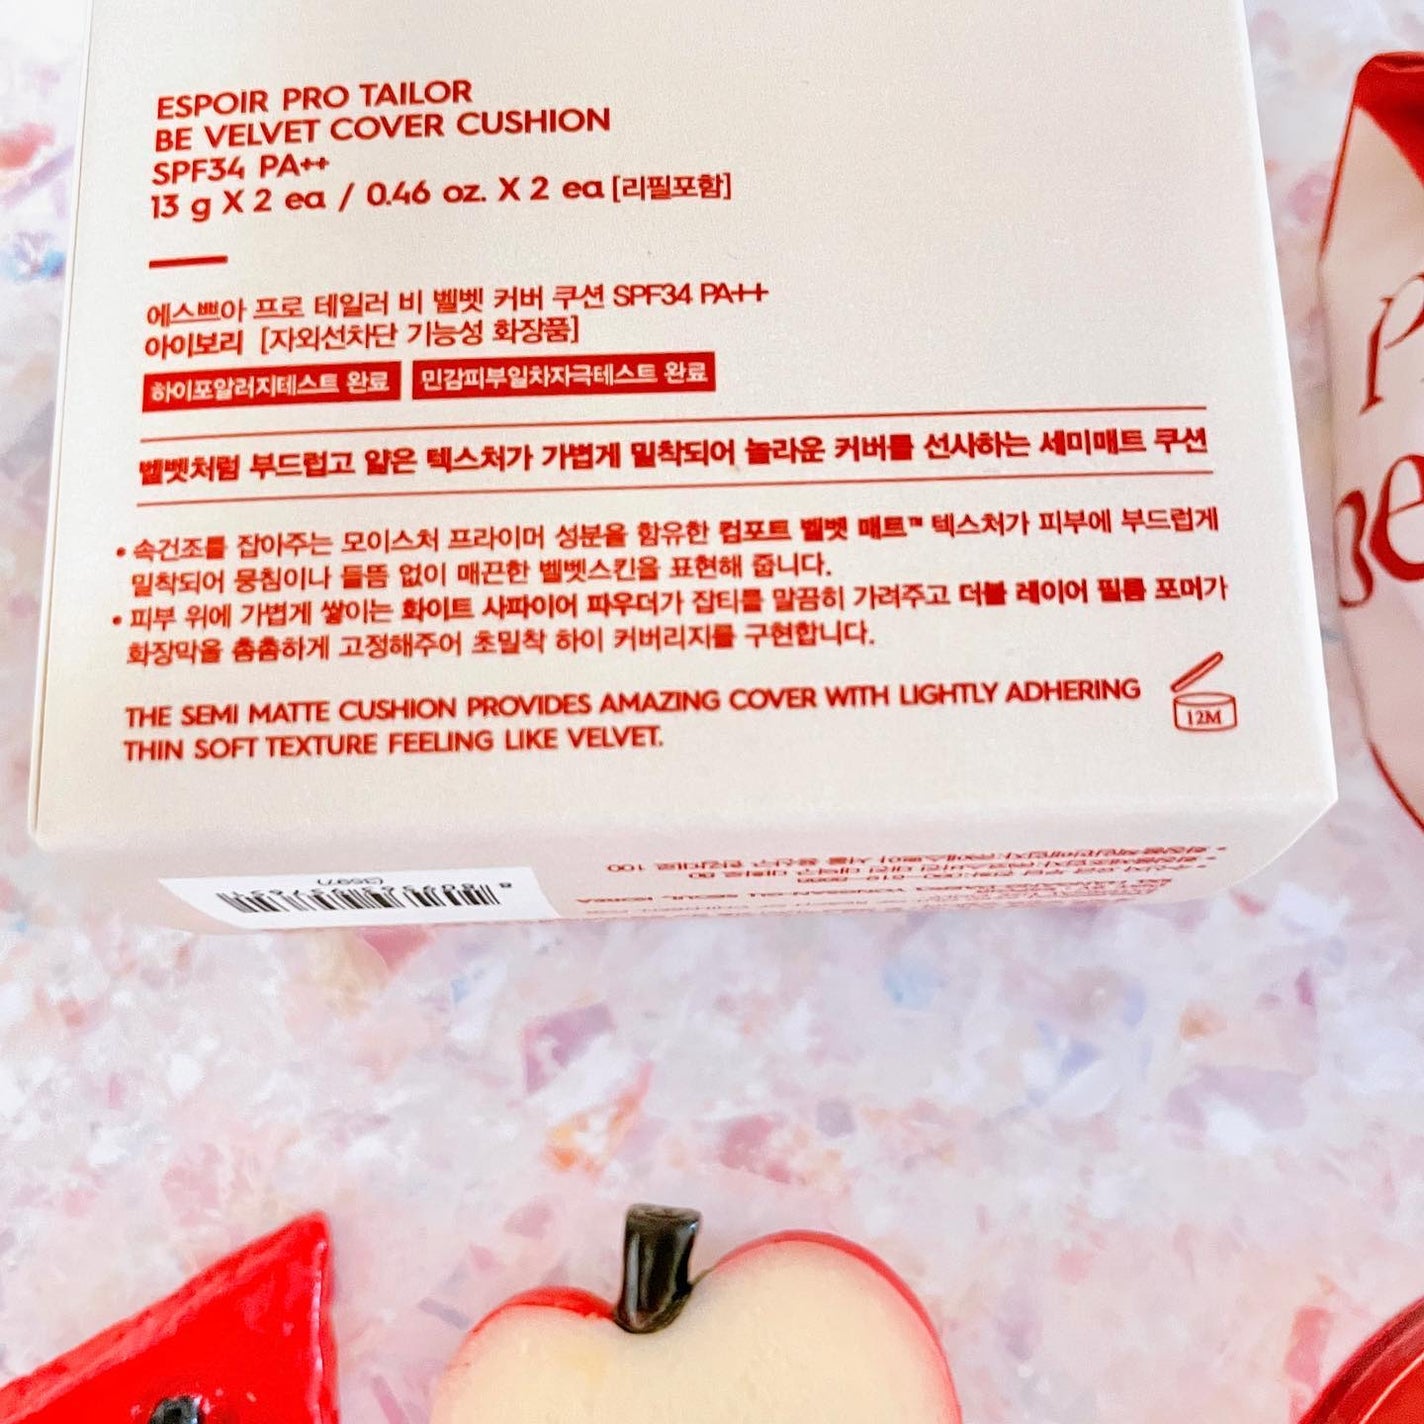 ESPOIR PRO TAILOR
BE VELVET COVER CUSHION
SPF34 PA++
13 g X 2 ea / 0.46 oz. X 2 ea [리필포함]
에스쁘아 프로 테일러 비 벨벳 커버 쿠션 SPF34 PA++
아이보리 [자외선차단 기능성 화장품]
하이포알러지테스트 완료 민감피부일차자극테스트 완료
벨벳처럼 부드럽고 얇은 텍스처가 가볍게 밀착되어 놀라운 커버를 선사하는 세미매트 쿠션
• 속건조를 잡아주는 모이스처 프라이머 성분을 함유한 컴포트 벨벳 매트™ 텍스처가 피부에 부드럽게
밀착되어 뭉침이나 들뜸 없이 매끈한 벨벳스킨을 표현해 줍니다.
• 피부 위에 가볍게 쌓이는 화이트 사파이어 파우더가 잡티를 말끔히 가려주고 더블 레이어 필름 포머가
화장막을 촘촘하게 고정해주어 초밀착 하이 커버리지를 구현합니다.
THE SEMI MATTE CUSHION PROVIDES AMAZING COVER WITH LIGHTLY ADHERING
THIN SOFT TEXTURE FEELING LIKE VELVET.
12M